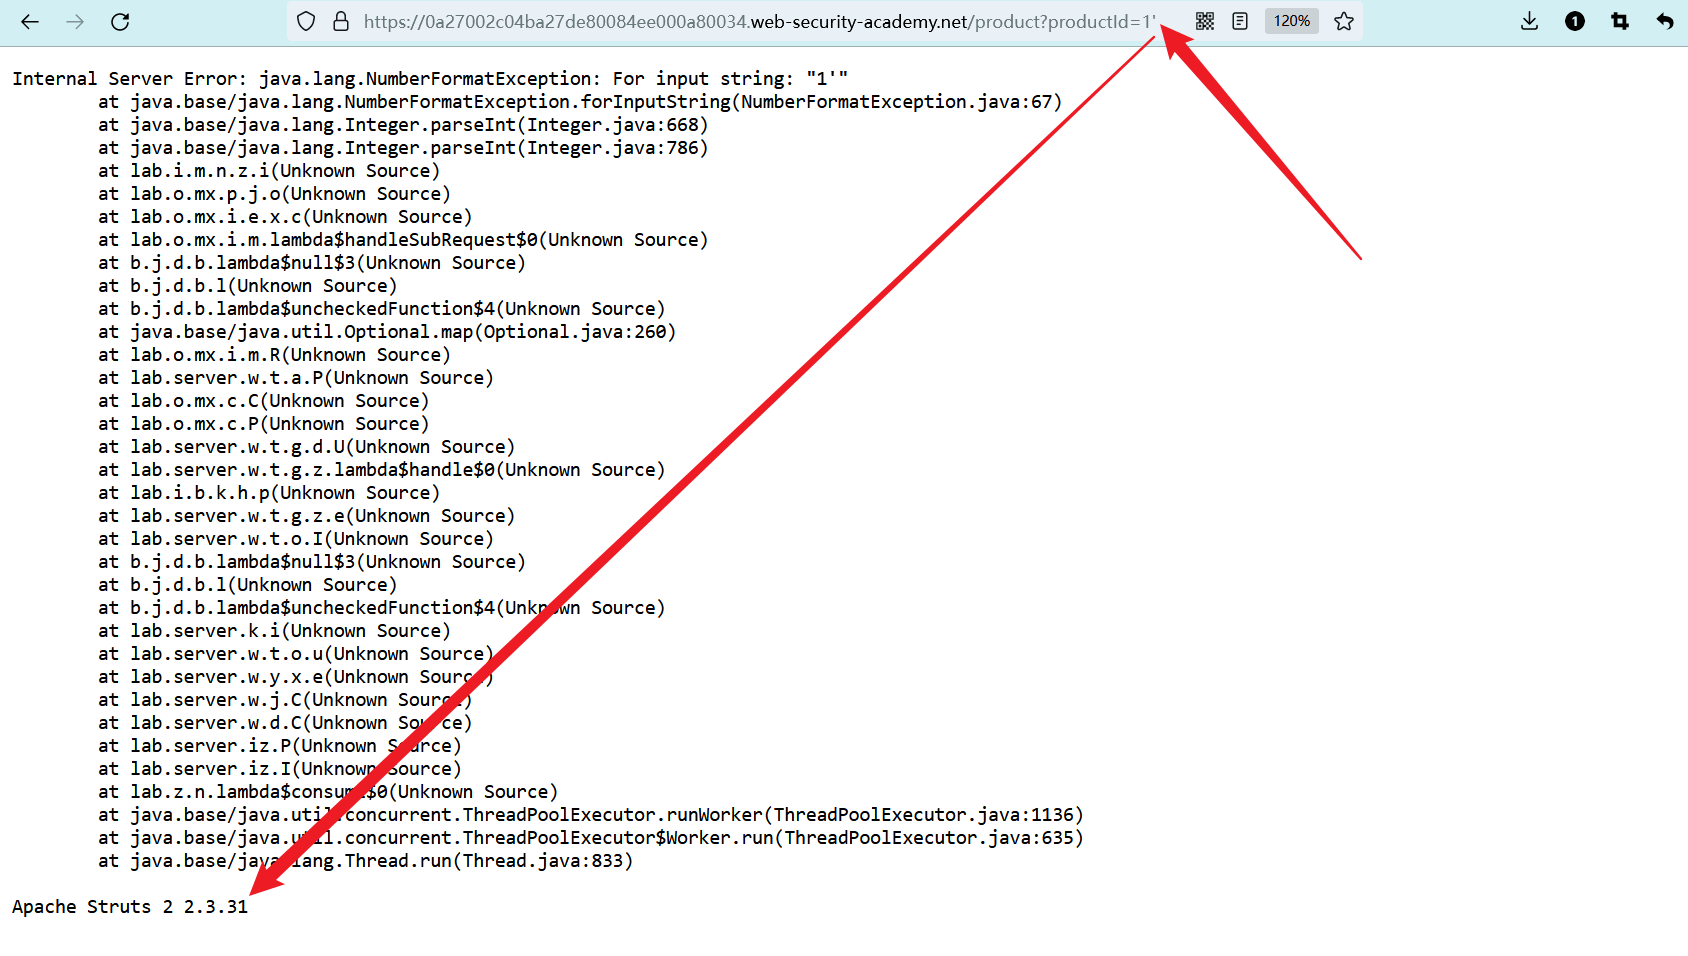 https://0a27002c04ba27de80084ee000a80034.web-security-academy.net/product?productId=1' 120% 1
Internal Server Error: java.lang.NumberFormatException: For input string: "1'"
at java.base/java.lang.NumberFormatException.forInputString(NumberFormatException.java:67)
at java.base/java.lang.Integer.parseInt(Integer.java:668)
at java.base/java.lang.Integer.parseInt(Integer.java:786)
at lab.i.m.n.z.i(Unknown Source)
at lab.o.mx.p.j.o(Unknown Source)
at lab.o.mx.i.e.x.c(Unknown Source)
at lab.o.mx.i.m.lambda$handleSubRequest$0(Unknown Source)
at b.j.d.b.lambda$null$3(Unknown Source)
at b.j.d.b.l(Unknown Source)
at b.j.d.b.lambda$uncheckedFunction$4(Unknown Source)
at java.base/java.util.Optional.map(Optional.java:260)
at lab.o.mx.i.m.R(Unknown Source)
at lab.server.w.t.a.P(Unknown Source)
at lab.o.mx.c.C(Unknown Source)
at lab.o.mx.c.P(Unknown Source)
at lab.server.w.t.g.d.U(Unknown Source)
at lab.server.w.t.g.z.lambda$handle$0(Unknown Source)
at lab.i.b.k.h.p(Unknown Source)
at lab.server.w.t.g.z.e(Unknown Source)
at lab.server.w.t.o.I(Unknown Source)
at b.j.d.b.lambda$null$3(Unknown Source)
at b.j.d.b.l(Unknown Source)
at b.j.d.b.lambda$uncheckedFunction$4(Unknown Source)
at lab.server.k.i(Unknown Source)
at lab.server.w.t.o.u(Unknown Source)
at lab.server.w.y.x.e(Unknown Source)
at lab.server.w.j.C(Unknown Source)
at lab.server.w.d.C(Unknown Source)
at lab.server.iz.P(Unknown Source)
at lab.server.iz.I(Unknown Source)
at lab.z.n.lambda$consume$0(Unknown Source)
at java.base/java.util.concurrent.ThreadPoolExecutor.runWorker(ThreadPoolExecutor.java:1136)
at java.base/java.util.concurrent.ThreadPoolExecutor$Worker.run(ThreadPoolExecutor.java:635)
at java.base/java.lang.Thread.run(Thread.java:833)
Apache Struts 2 2.3.31